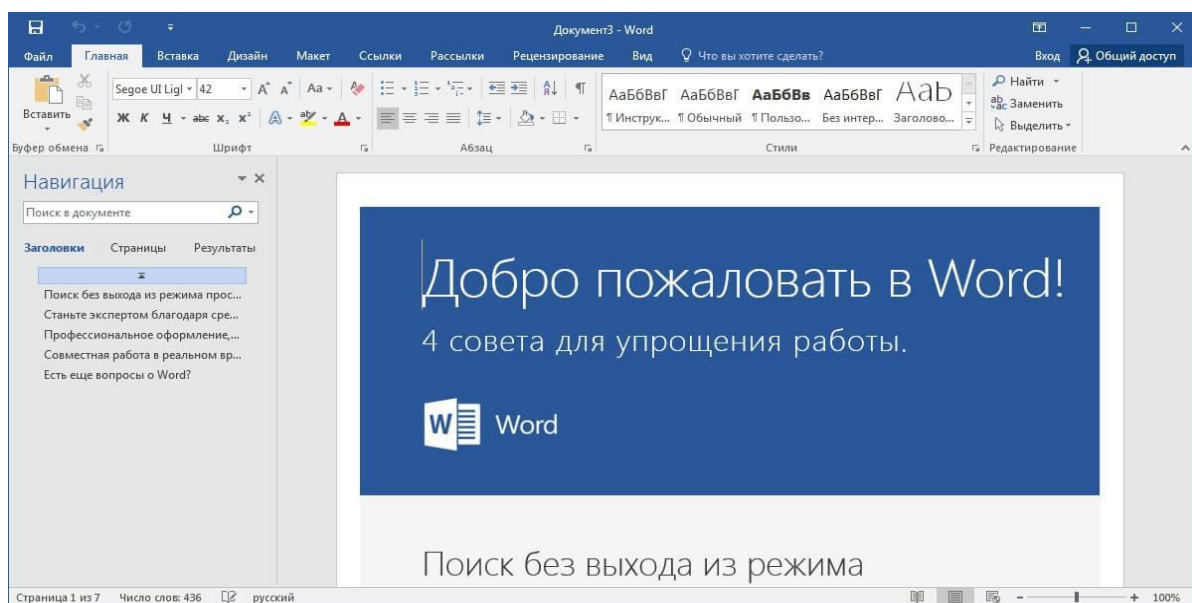 Документ3 - Word
Файл Главная Вставка Дизайн Макет Ссылки Рассылки Рецензирование Вид Что вы хотите сделать? Вход Общий доступ
Вставить
Segoe UI Ligl 42 Aa
Ж К Ч abc x₂ x² А А
АаБбВвГ АаБбВвГ АаБбВв АаБбВвГ АаЬ
¶ Инструк... ¶ Обычный ¶ Пользо... Без интер... Заголово...
Найти
Заменить
Выделить
Буфер обмена Шрифт Абзац Стили Редактирование
Навигация
Поиск в документе
Заголовки Страницы Результаты
Поиск без выхода из режима прос...
Станьте экспертом благодаря сре...
Профессиональное оформление,...
Совместная работа в реальном вр...
Есть еще вопросы о Word?
Добро пожаловать в Word!
4 совета для упрощения работы.
W Word
Поиск без выхода из режима
Страница 1 из 7 Число слов: 436 русский 100%